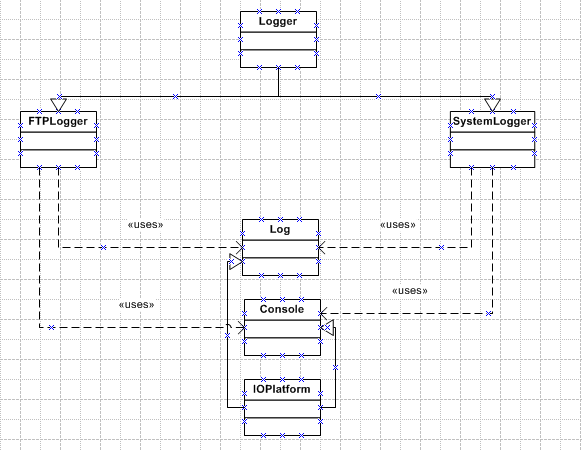 Logger
FTPLogger
SystemLogger
«uses»
«uses»
Log
«uses»
«uses»
Console
IOPlatform